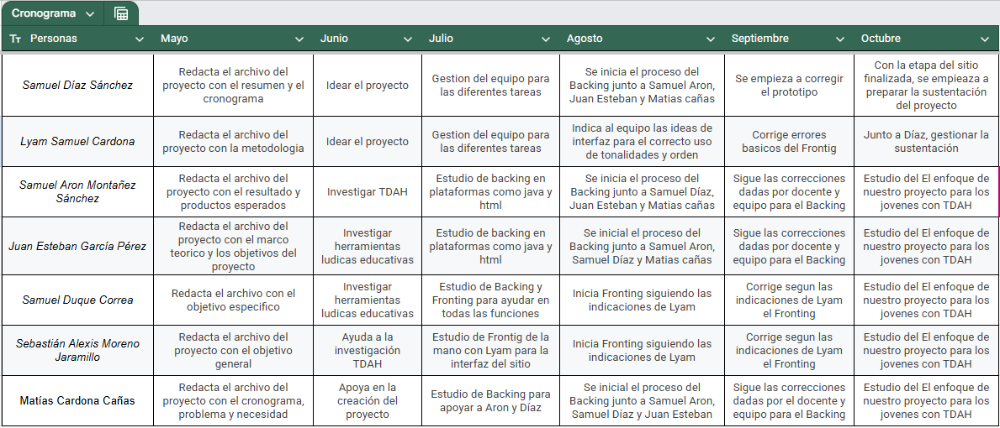 Cronograma
Personas Mayo Junio Julio Agosto Septiembre Octubre
Samuel Díaz Sánchez
Redacta el archivo del
proyecto con el resumen y el
cronograma
Idear el proyecto
Gestion del equipo para
las diferentes tareas
Se inicia el proceso del
Backing junto a Samuel Aron,
Juan Esteban y Matias cañas
Se empieza a corregir
el prototipo
Con la etapa del sitio
finalizada, se empieaza a
preparar la sustentación
del proyecto
Lyam Samuel Cardona
Redacta el archivo del
proyecto con la metodologia
Idear el proyecto
Gestion del equipo para
las diferentes tareas
Indica al equipo las ideas de
interfaz para el correcto uso
de tonalidades y orden
Corrige errores
basicos del Frontig
Junto a Díaz, gestionar la
sustentación
Samuel Aron Montañez
Sánchez
Redacta el archivo del
proyecto con el resultado y
productos esperados
Investigar TDAH
Estudio de backing en
plataformas como java y
html
Se inicia el proceso del
Backing junto a Samuel Díaz,
Juan Esteban y Matias cañas
Sigue las correcciones
dadas por docente y
equipo para el Backing
Estudio del El enfoque de
nuestro proyecto para los
jovenes con TDAH
Juan Esteban García Pérez
Redacta el archivo del
proyecto con el marco
teorico y los objetivos del
proyecto
Investigar
herramientas
ludicas educativas
Estudio de backing en
plataformas como java y
html
Se inicial el proceso del
Backing junto a Samuel Aron,
Samuel Díaz y Matias cañas
Sigue las correcciones
dadas por docente y
equipo para el Backing
Estudio del El enfoque de
nuestro proyecto para los
jovenes con TDAH
Samuel Duque Correa
Redacta el archivo con el
objetivo especifico
Investigar
herramientas
ludicas educativas
Estudio de Backing y
Fronting para ayudar en
todas las funciones
Inicia Fronting siguiendo las
indicaciones de Lyam
Corrige segun las
indicaciones de Lyam
el Fronting
Estudio del El enfoque de
nuestro proyecto para los
jovenes con TDAH
Sebastián Alexis Moreno
Jaramillo
Redacta el archivo del
proyecto con el objetivo
general
Ayuda a la
investigación
TDAH
Estudio de Frontig de la
mano con Lyam para la
interfaz del sitio
Inicia Fronting siguiendo las
indicaciones de Lyam
Corrige segun las
indicaciones de Lyam
el Fronting
Estudio del El enfoque de
nuestro proyecto para los
jovenes con TDAH
Matías Cardona Cañas
Redacta el archivo del
proyecto con el cronograma,
problema y necesidad
Apoya en la
creación del
proyecto
Estudio de Backing para
apoyar a Aron y Díaz
Se inicial el proceso del
Backing junto a Samuel Aron,
Samuel Díaz y Juan Esteban
Sigue las correcciones
dadas por el docente y
equipo para el Backing
Estudio del El enfoque de
nuestro proyecto para los
jovenes con TDAH